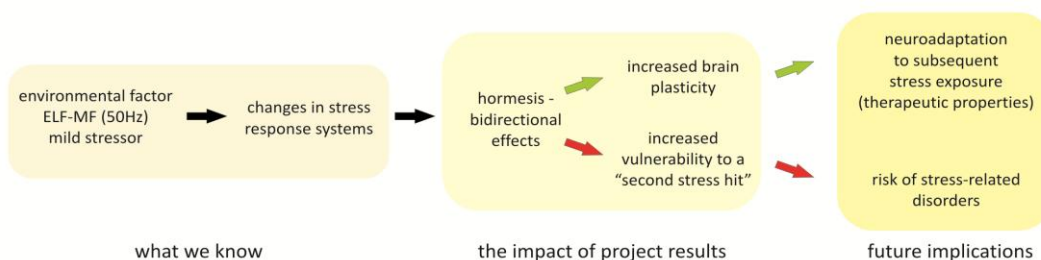 environmental factor
ELF-MF (50Hz)
mild stressor
changes in stress
response systems
hormesis -
bidirectional
effects
increased brain
plasticity
increased
vulnerability to a
“second stress hit”
neuroadaptation
to subsequent
stress exposure
(therapeutic properties)
risk of stress-related
disorders
what we know
the impact of project results
future implications